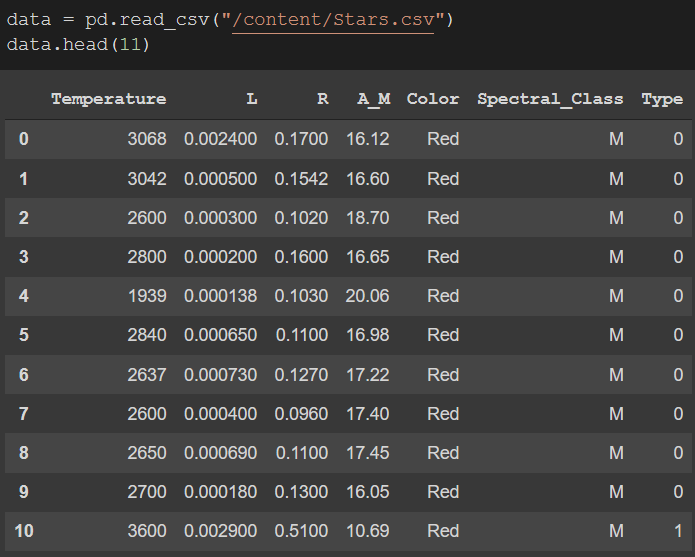 data = pd.read_csv("/content/Stars.csv")
data.head(11)
Temperature L R A_M Color Spectral_Class Type
0 3068 0.002400 0.1700 16.12 Red M 0
1 3042 0.000500 0.1542 16.60 Red M 0
2 2600 0.000300 0.1020 18.70 Red M 0
3 2800 0.000200 0.1600 16.65 Red M 0
4 1939 0.000138 0.1030 20.06 Red M 0
5 2840 0.000650 0.1100 16.98 Red M 0
6 2637 0.000730 0.1270 17.22 Red M 0
7 2600 0.000400 0.0960 17.40 Red M 0
8 2650 0.000690 0.1100 17.45 Red M 0
9 2700 0.000180 0.1300 16.05 Red M 0
10 3600 0.002900 0.5100 10.69 Red M 1